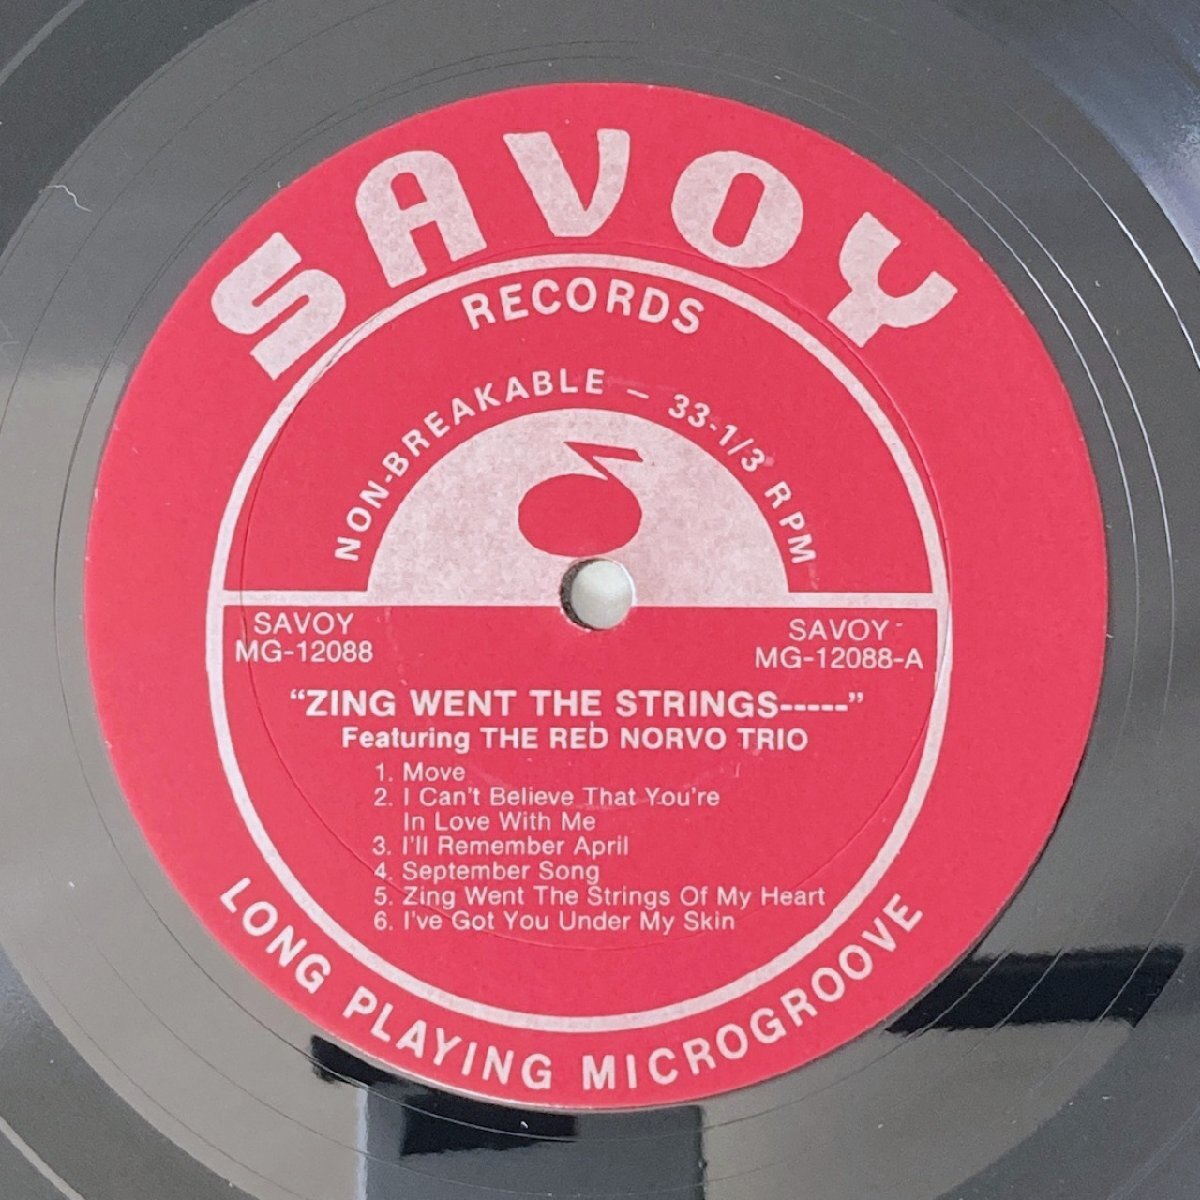 SAVOY
RECORDS
NON-BREAKABLE – 33-1/3 RPM
SAVOY
MG-12088
SAVOY
MG-12088-A
“ZING WENT THE STRINGS-----”
Featuring THE RED NORVO TRIO
1. Move
2. I Can't Believe That You're
In Love With Me
3. I'll Remember April
4. September Song
5. Zing Went The Strings Of My Heart
6. I've Got You Under My Skin
LONG PLAYING MICROGROOVE